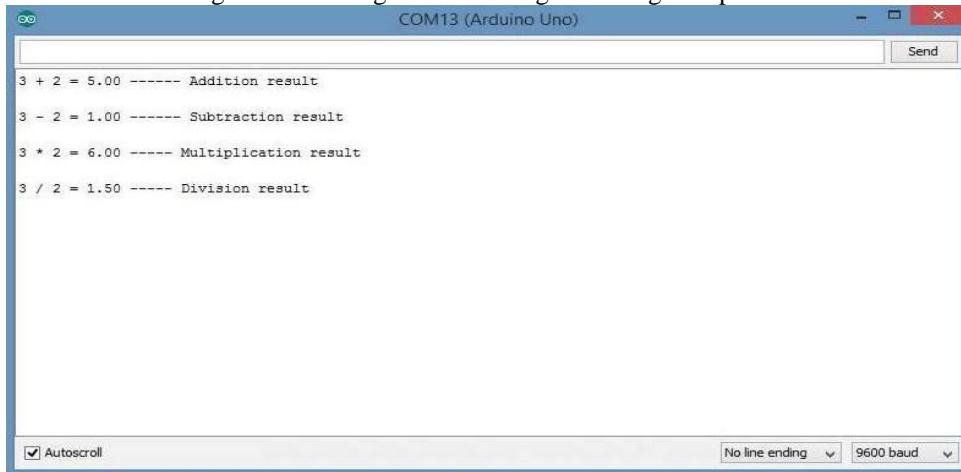 COM13 (Arduino Uno)
Send
3 + 2 = 5.00 ------ Addition result
3 - 2 = 1.00 ------ Subtraction result
3 * 2 = 6.00 ----- Multiplication result
3 / 2 = 1.50 ----- Division result
Autoscroll
No line ending
9600 baud